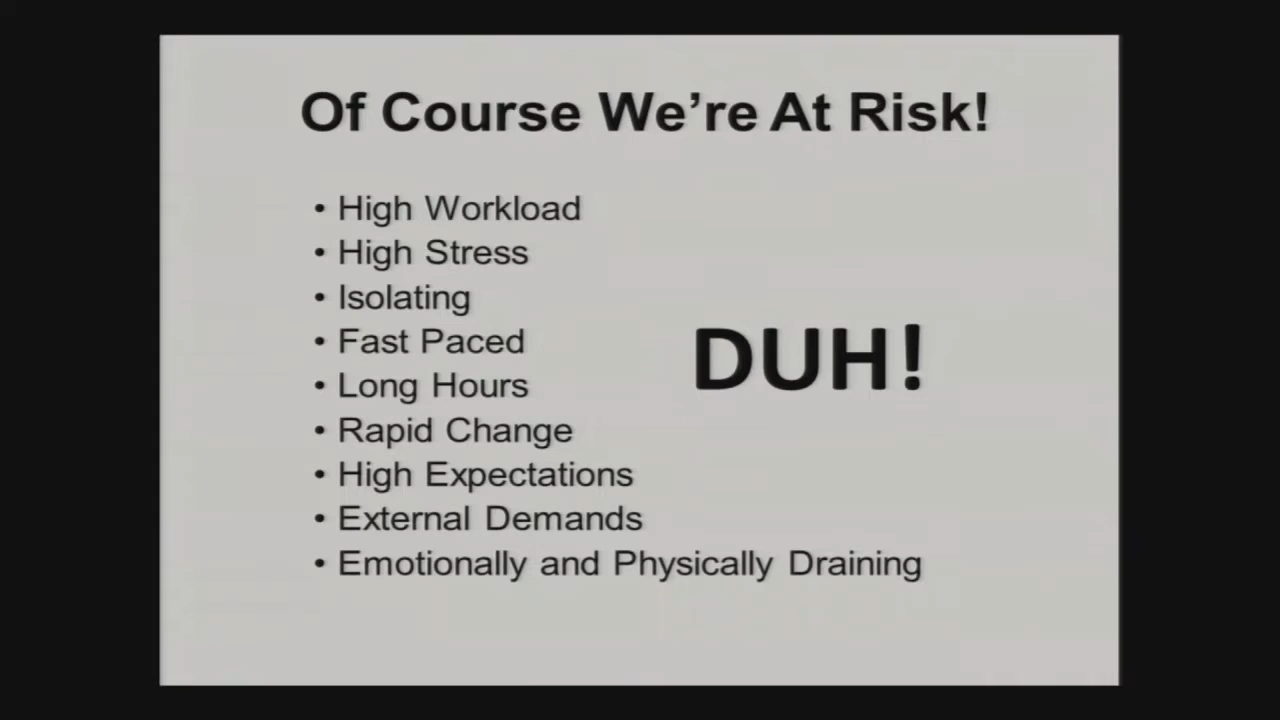 Of Course We're At Risk!
• High Workload
• High Stress
• Isolating
• Fast Paced
• Long Hours
• Rapid Change
• High Expectations
• External Demands
• Emotionally and Physically Draining
DUH!